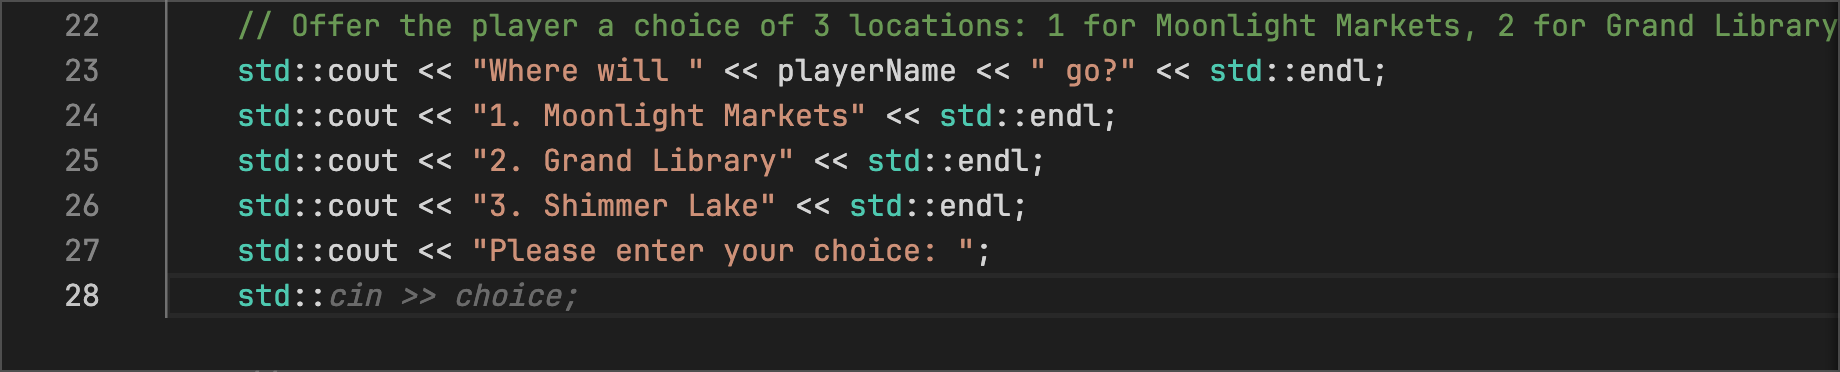 22 // Offer the player a choice of 3 locations: 1 for Moonlight Markets, 2 for Grand Library
23 std::cout << "Where will " << playerName << " go?" << std::endl;
24 std::cout << "1. Moonlight Markets" << std::endl;
25 std::cout << "2. Grand Library" << std::endl;
26 std::cout << "3. Shimmer Lake" << std::endl;
27 std::cout << "Please enter your choice: ";
28 std::cin >> choice;